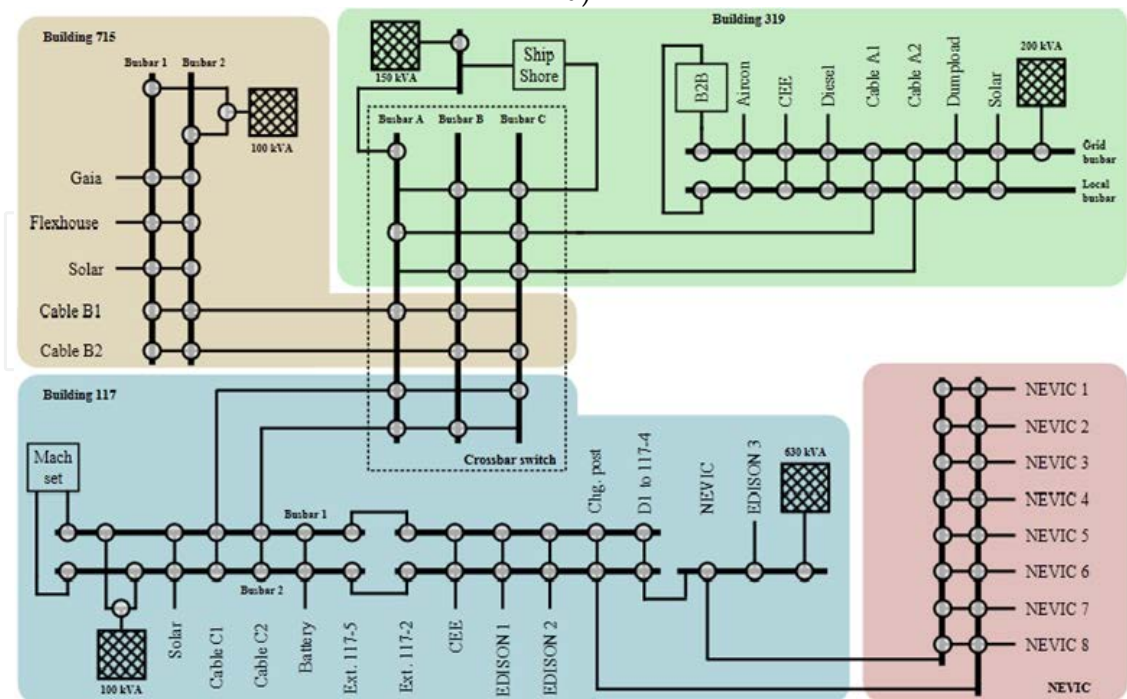 Building 715
Busbar 1
Busbar 2
100 kVA
Gaia
Flexhouse
Solar
Cable B1
Cable B2
Building 319
150 kVA
Ship
Shore
Busbar A
Busbar B
Busbar C
Crossbar switch
B2B
Aircon
CEE
Diesel
Cable A1
Cable A2
Dumpload
Solar
200 kVA
Grid
busbar
Local
busbar
Building 117
Mach
set
Busbar 1
Busbar 2
100 kVA
Solar
Cable C1
Cable C2
Battery
Ext. 117-5
Ext. 117-2
CEE
EDISON 1
EDISON 2
Chg. post
D1 to 117-4
NEVIC
EDISON 3
630 kVA
NEVIC 1
NEVIC 2
NEVIC 3
NEVIC 4
NEVIC 5
NEVIC 6
NEVIC 7
NEVIC 8
NEVIC